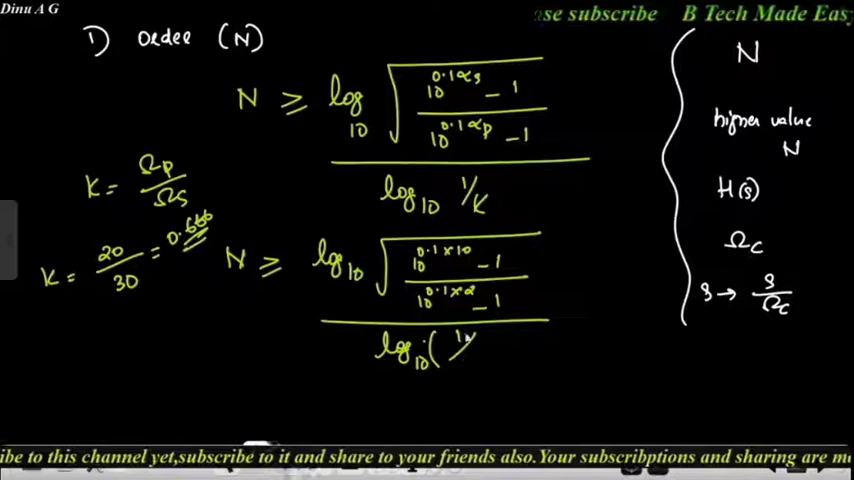 Dinu A G
ase subscribe B Tech Made Easy
1) Order (N)
N ≥ log₁₀ √((10^0.1αs − 1)/(10^0.1αp − 1)) / log₁₀ 1/K
K = Ωp/Ωs
K = 20/30 = 0.666
N ≥ log₁₀ √((10^0.1×10 − 1)/(10^0.1×2 − 1)) / log₁₀ (1/
N
higher value
N
H(s)
Ωc
s → s/Ωc
ibe to this channel yet,subscribe to it and share to your friends also.Your subscribptions and sharing are mo